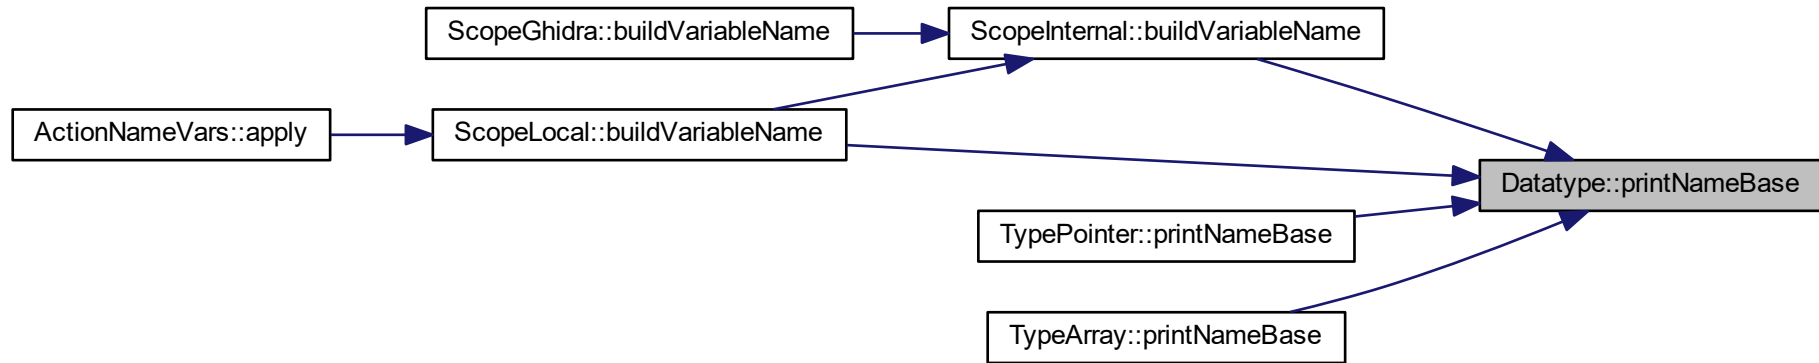 ScopeGhidra::buildVariableName
ScopeInternal::buildVariableName
ActionNameVars::apply
ScopeLocal::buildVariableName
Datatype::printNameBase
TypePointer::printNameBase
TypeArray::printNameBase